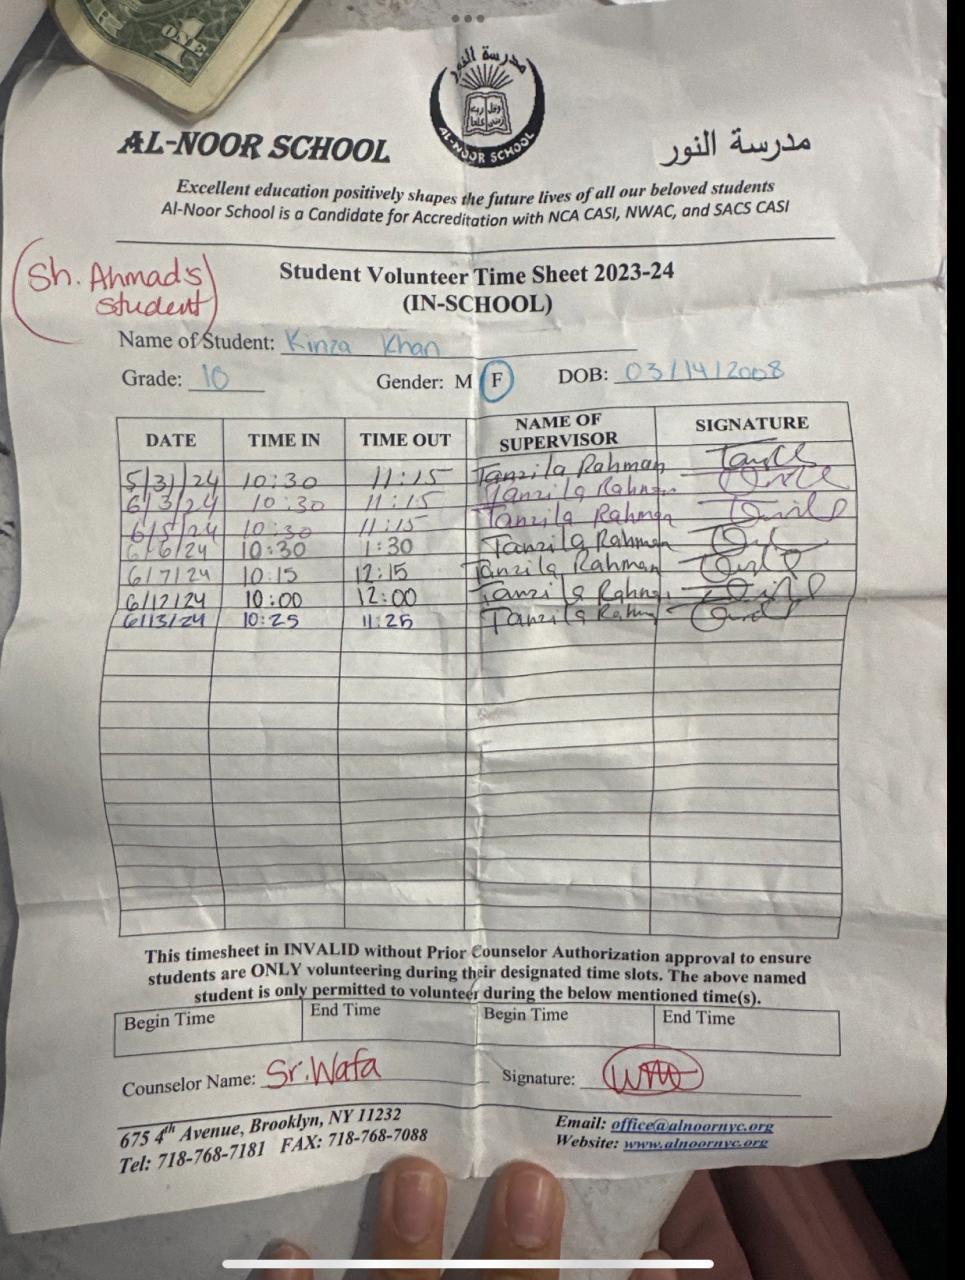 ONE
مدرسة النور
AL-NOOR SCHOOL
AL-NOOR SCHOOL
مدرسة النور
Excellent education positively shapes the future lives of all our beloved students
Al-Noor School is a Candidate for Accreditation with NCA CASI, NWAC, and SACS CASI
Sh. Ahmad's
student
Student Volunteer Time Sheet 2023-24
(IN-SCHOOL)
Name of Student: Kinza Khan
Grade: 10 Gender: M F DOB: 03/14/2008
DATE TIME IN TIME OUT NAME OF SUPERVISOR SIGNATURE
5/31/24 10:30 11:15 Tanzila Rahman
6/3/24 10:30 11:15 Tanzila Rahman
6/5/24 10:30 11:15 Tanzila Rahman
6/6/24 10:30 1:30 Tanzila Rahman
6/7/24 10:15 12:15 Tanzila Rahman
6/12/24 10:00 12:00 Tanzila Rahman
6/13/24 10:25 11:25 Tanzila Rahman
This timesheet in INVALID without Prior Counselor Authorization approval to ensure
students are ONLY volunteering during their designated time slots. The above named
student is only permitted to volunteer during the below mentioned time(s).
Begin Time End Time Begin Time End Time
Counselor Name: Sr. Wafa Signature:
675 4th Avenue, Brooklyn, NY 11232
Tel: 718-768-7181 FAX: 718-768-7088
Email: office@alnoornyc.org
Website: www.alnoornyc.org